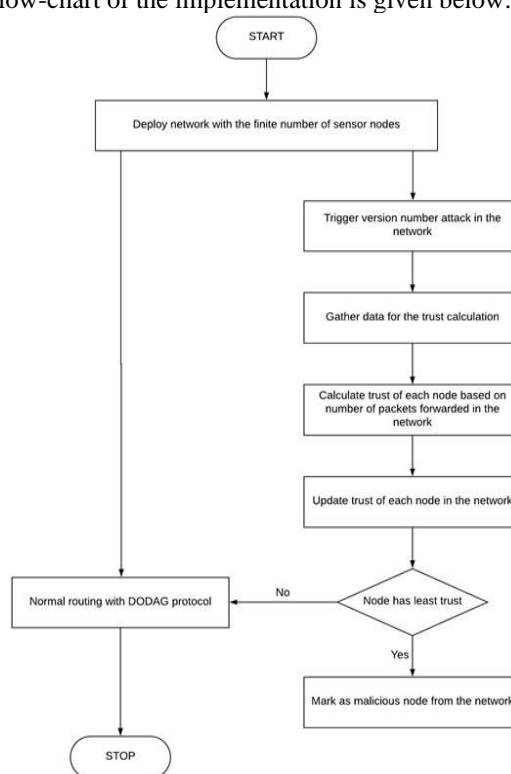 low-chart of the implementation is given below.
START
Deploy network with the finite number of sensor nodes
Trigger version number attack in the
network
Gather data for the trust calculation
Calculate trust of each node based on
number of packets forwarded in the
network
Update trust of each node in the network
Normal routing with DODAG protocol
No
Node has least trust
Yes
Mark as malicious node from the network
STOP